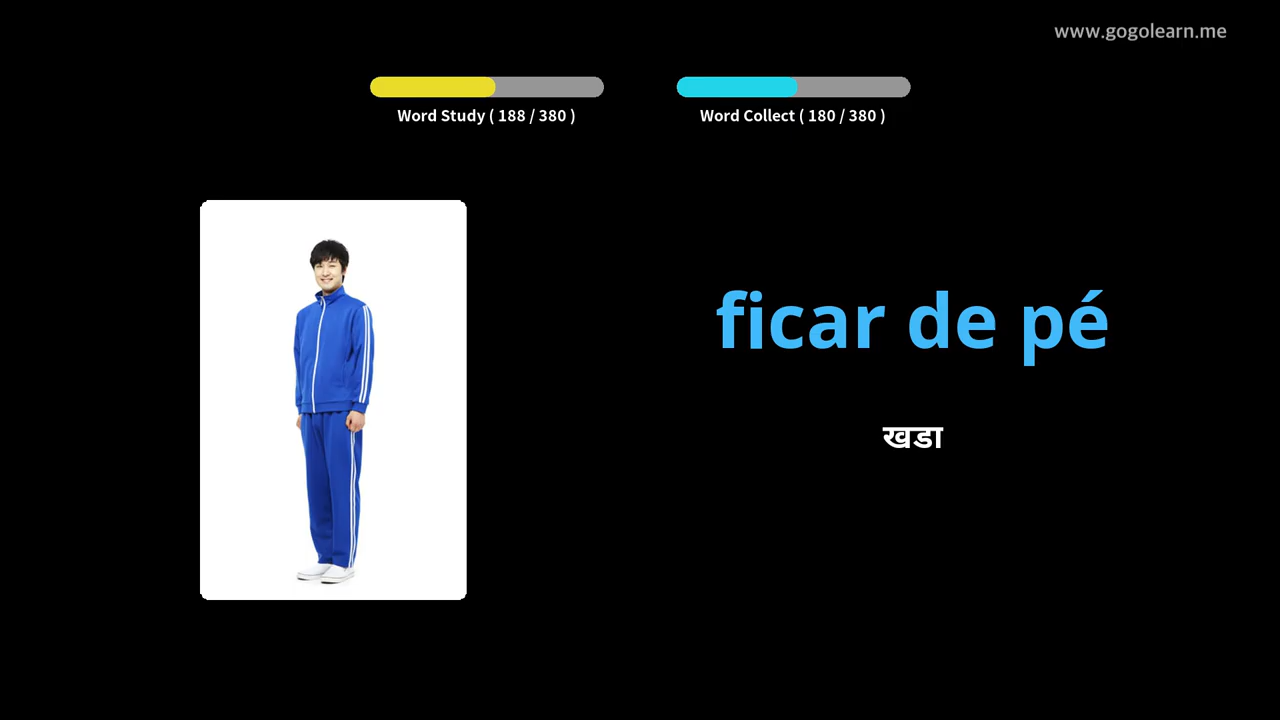 www.gogolearn.me
Word Study ( 188 / 380 )
Word Collect ( 180 / 380 )
ficar de pé
खडा